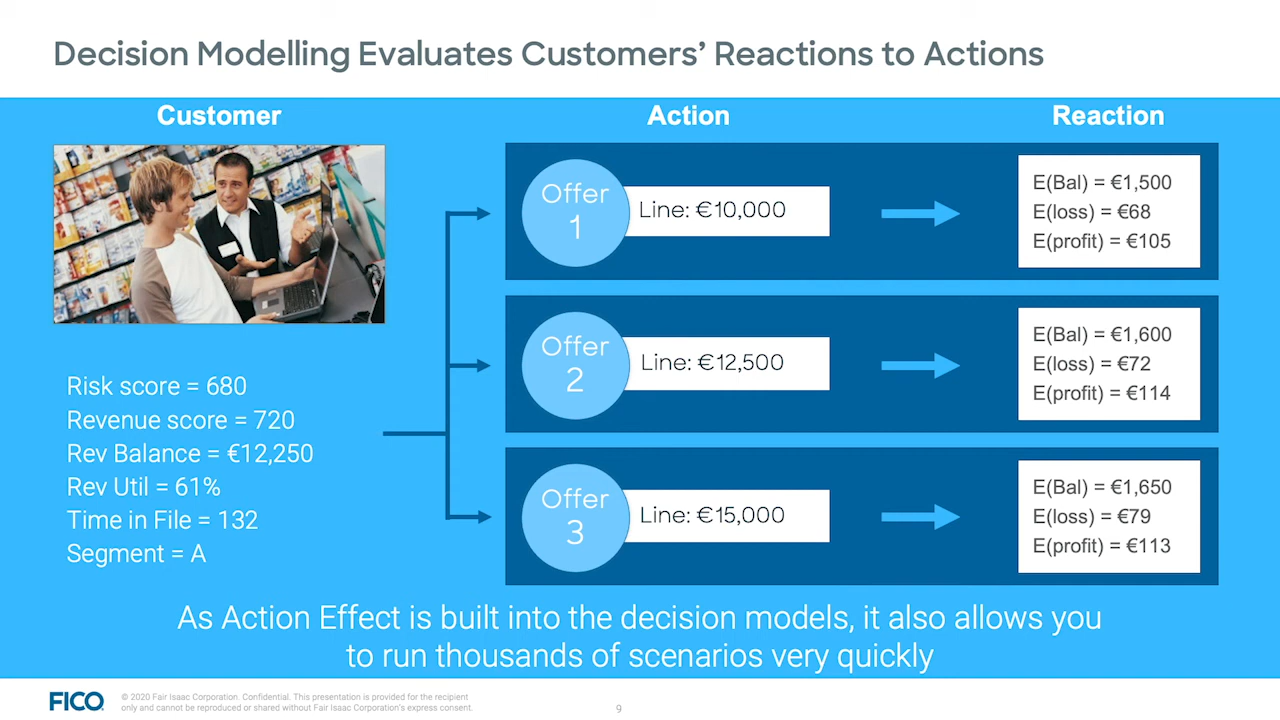 Decision Modelling Evaluates Customers’ Reactions to Actions
Customer
Action
Reaction
Risk score = 680
Revenue score = 720
Rev Balance = €12,250
Rev Util = 61%
Time in File = 132
Segment = A
Offer
1
Line: €10,000
E(Bal) = €1,500
E(loss) = €68
E(profit) = €105
Offer
2
Line: €12,500
E(Bal) = €1,600
E(loss) = €72
E(profit) = €114
Offer
3
Line: €15,000
E(Bal) = €1,650
E(loss) = €79
E(profit) = €113
As Action Effect is built into the decision models, it also allows you
to run thousands of scenarios very quickly
FICO
© 2020 Fair Isaac Corporation. Confidential. This presentation is provided for the recipient
only and cannot be reproduced or shared without Fair Isaac Corporation's express consent.
9